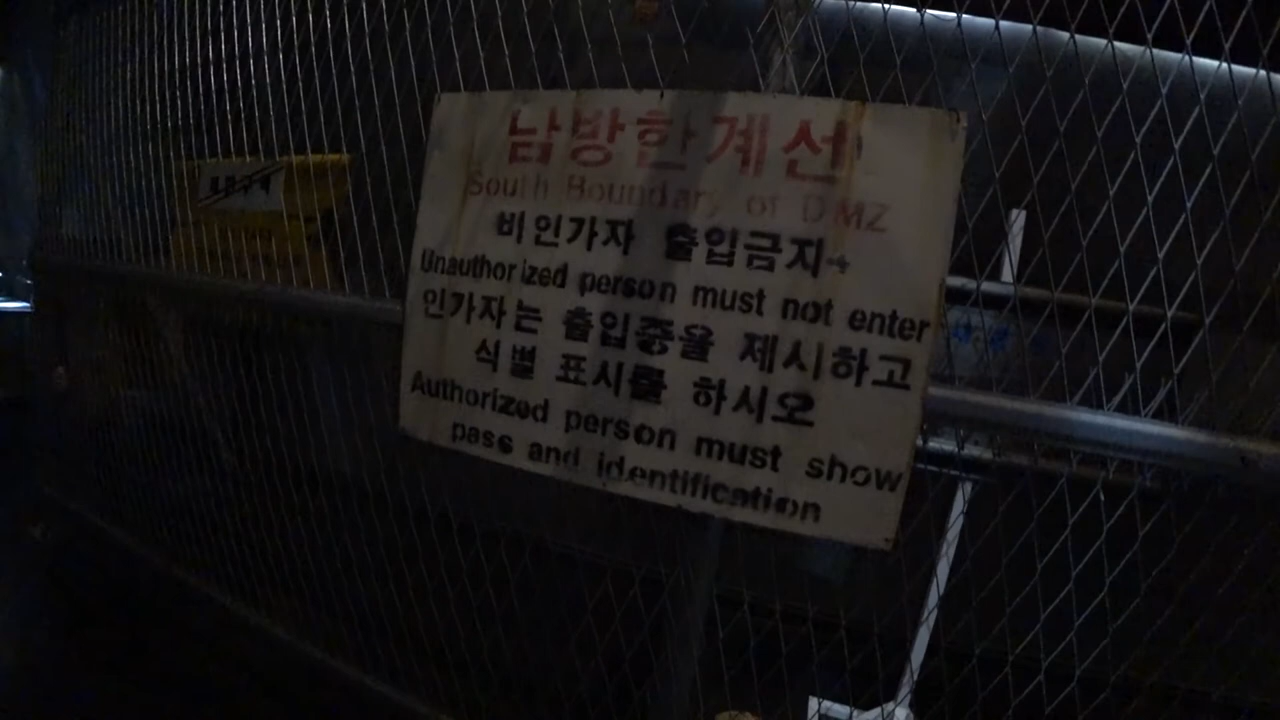 남방한계선
South Boundary of DMZ
비인가자 출입금지
Unauthorized person must not enter
인가자는 출입증을 제시하고
식별 표시를 하시오
Authorized person must show
pass and identification